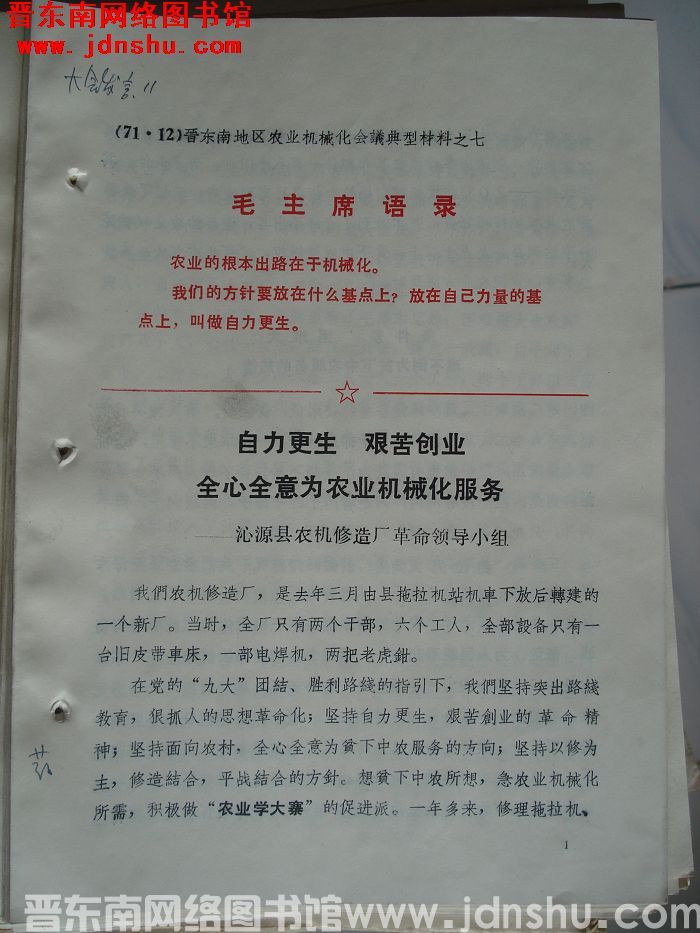 晋东南网络图书馆
www.jdnshu.com
大会发言.11
(71·12)晋东南地区农业机械化会議典型材料之七
毛主席语录
农业的根本出路在于机械化。
我们的方针要放在什么基点上？放在自己力量的基
点上，叫做自力更生。
自力更生 艰苦创业
全心全意为农业机械化服务
——沁源县农机修造厂革命领导小组
我們农机修造厂，是去年三月由县拖拉机站机車下放后轉建的
一个新厂。当时，全厂只有两个干部，六个工人，全部設备只有一
台旧皮带車床，一部电焊机，两把老虎鉗。
在党的“九大”团結、胜利路綫的指引下，我們坚持突出路綫
教育，很抓人的思想革命化；坚持自力更生，艰苦创业的革命精
神；坚持面向农村，全心全意为貧下中农服务的方向；坚持以修为
主，修造結合，平战結合的方針。想貧下中农所想，急农业机械化
所需，积极做“农业学大寨”的促进派。一年多来，修理拖拉机、
1
晋东南网络图书馆 www.jdnshu.com